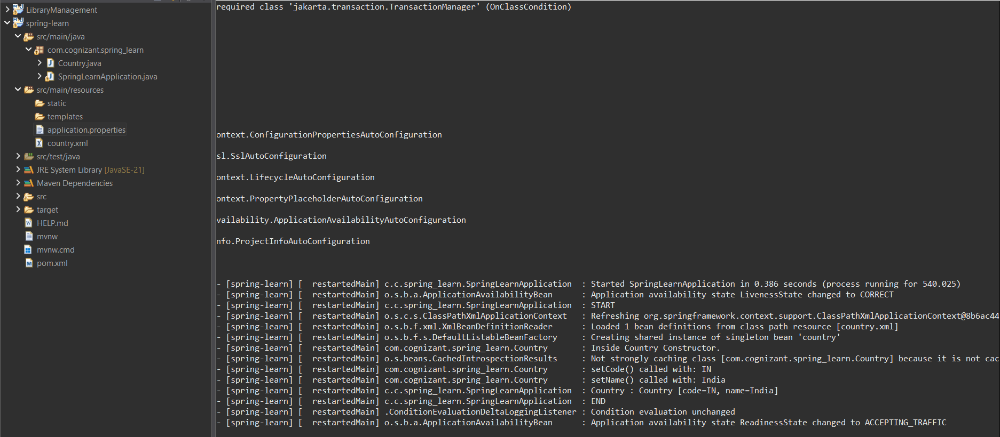 LibraryManagement
spring-learn
src/main/java
com.cognizant.spring_learn
Country.java
SpringLearnApplication.java
src/main/resources
static
templates
application.properties
country.xml
src/test/java
JRE System Library [JavaSE-21]
Maven Dependencies
src
target
HELP.md
mvnw
mvnw.cmd
pom.xml
required class 'jakarta.transaction.TransactionManager' (OnClassCondition)
ontext.ConfigurationPropertiesAutoConfiguration
sl.SslAutoConfiguration
ontext.LifecycleAutoConfiguration
ontext.PropertyPlaceholderAutoConfiguration
vailability.ApplicationAvailabilityAutoConfiguration
nfo.ProjectInfoAutoConfiguration
- [spring-learn] [  restartedMain] c.c.spring_learn.SpringLearnApplication  : Started SpringLearnApplication in 0.386 seconds (process running for 540.025)
- [spring-learn] [  restartedMain] o.s.b.a.ApplicationAvailabilityBean      : Application availability state LivenessState changed to CORRECT
- [spring-learn] [  restartedMain] c.c.spring_learn.SpringLearnApplication  : START
- [spring-learn] [  restartedMain] o.s.c.s.ClassPathXmlApplicationContext   : Refreshing org.springframework.context.support.ClassPathXmlApplicationContext@8b6ac44
- [spring-learn] [  restartedMain] o.s.b.f.xml.XmlBeanDefinitionReader      : Loaded 1 bean definitions from class path resource [country.xml]
- [spring-learn] [  restartedMain] o.s.b.f.s.DefaultListableBeanFactory     : Creating shared instance of singleton bean 'country'
- [spring-learn] [  restartedMain] com.cognizant.spring_learn.Country       : Inside Country Constructor.
- [spring-learn] [  restartedMain] o.s.beans.CachedIntrospectionResults     : Not strongly caching class [com.cognizant.spring_learn.Country] because it is not cac
- [spring-learn] [  restartedMain] com.cognizant.spring_learn.Country       : setCode() called with: IN
- [spring-learn] [  restartedMain] com.cognizant.spring_learn.Country       : setName() called with: India
- [spring-learn] [  restartedMain] c.c.spring_learn.SpringLearnApplication  : Country : Country [code=IN, name=India]
- [spring-learn] [  restartedMain] c.c.spring_learn.SpringLearnApplication  : END
- [spring-learn] [  restartedMain] .ConditionEvaluationDeltaLoggingListener : Condition evaluation unchanged
- [spring-learn] [  restartedMain] o.s.b.a.ApplicationAvailabilityBean      : Application availability state ReadinessState changed to ACCEPTING_TRAFFIC